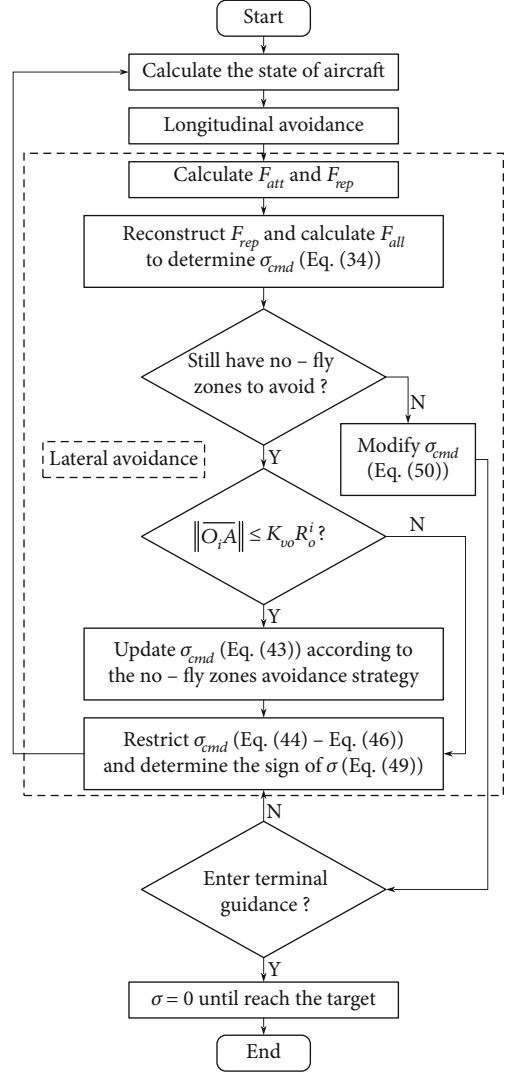 Start
Calculate the state of aircraft
Longitudinal avoidance
Calculate F_att and F_rep
Reconstruct F_rep and calculate F_all
to determine σ_cmd (Eq. (34))
Still have no – fly
zones to avoid ?
N
Modify σ_cmd
(Eq. (50))
Y
Lateral avoidance
‖O_iA‖ ≤ K_vo R_o^i?
N
Y
Update σ_cmd (Eq. (43)) according to
the no – fly zones avoidance strategy
Restrict σ_cmd (Eq. (44) – Eq. (46))
and determine the sign of σ (Eq. (49))
N
Enter terminal
guidance ?
Y
σ = 0 until reach the target
End